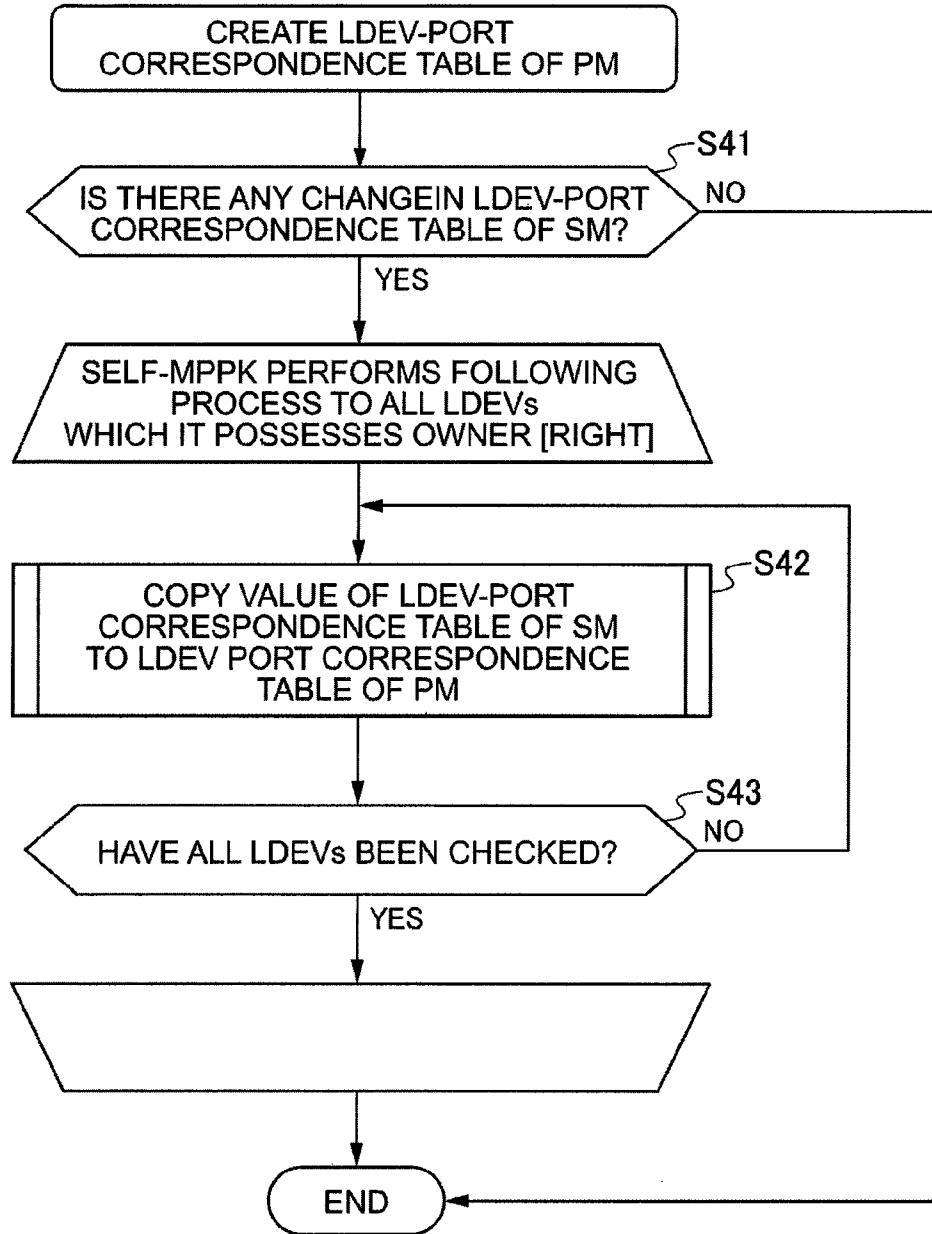 CREATE LDEV-PORT
CORRESPONDENCE TABLE OF PM
S41
IS THERE ANY CHANGEIN LDEV-PORT
CORRESPONDENCE TABLE OF SM?
NO
YES
SELF-MPPK PERFORMS FOLLOWING
PROCESS TO ALL LDEVs
WHICH IT POSSESSES OWNER [RIGHT]
S42
COPY VALUE OF LDEV-PORT
CORRESPONDENCE TABLE OF SM
TO LDEV PORT CORRESPONDENCE
TABLE OF PM
S43
HAVE ALL LDEVs BEEN CHECKED?
NO
YES
END